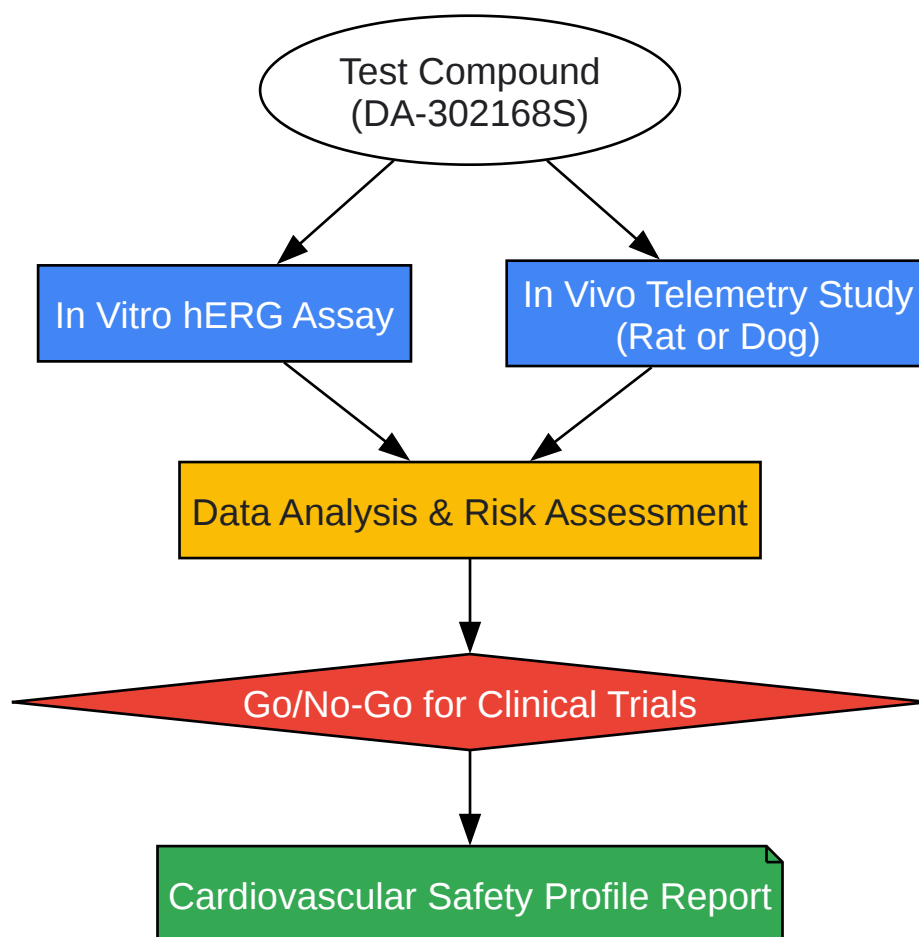 Test Compound
(DA-302168S)
In Vitro hERG Assay
In Vivo Telemetry Study
(Rat or Dog)
Data Analysis & Risk Assessment
Go/No-Go for Clinical Trials
Cardiovascular Safety Profile Report